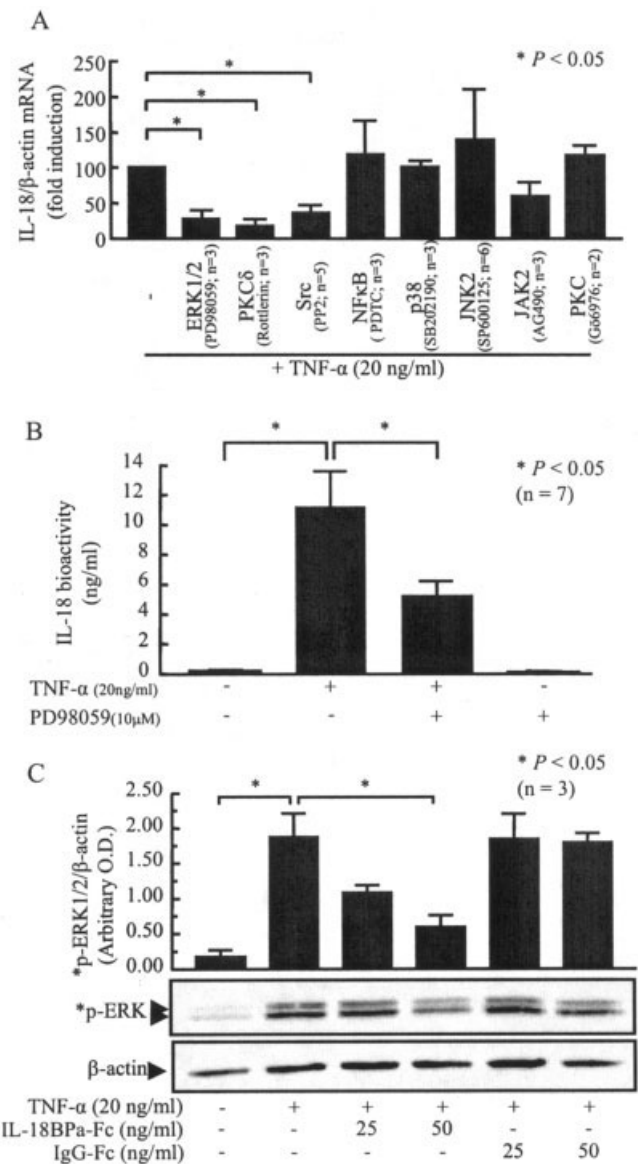 A
* P < 0.05
IL-18/β-actin mRNA
(fold induction)
250
200
150
100
50
0
*
*
*
-
ERK1/2
(PD98059; n=3)
PKCδ
(Rottlerin; n=3)
Src
(PP2; n=5)
NFκB
( PDTC; n=3)
p38
(SB202190; n=3)
JNK2
(SP600125; n=6)
JAK2
(AG490; n=3)
PKC
(Gö6976; n=2)
+ TNF-α (20 ng/ml)
B
* P < 0.05
(n = 7)
IL-18 bioactivity
(ng/ml)
14
12
10
8
6
4
2
0
*
*
TNF-α (20ng/ml) - + + -
PD98059(10μM) - - + +
C
* P < 0.05
(n = 3)
*p-ERK1/2/β-actin
(Arbitrary O.D.)
2.50
2.00
1.50
1.00
0.50
0.00
*
*
*p-ERK
β-actin
TNF-α (20 ng/ml) - + + + + +
IL-18BPa-Fc (ng/ml) - - 25 50 - -
IgG-Fc (ng/ml) - - - - 25 50